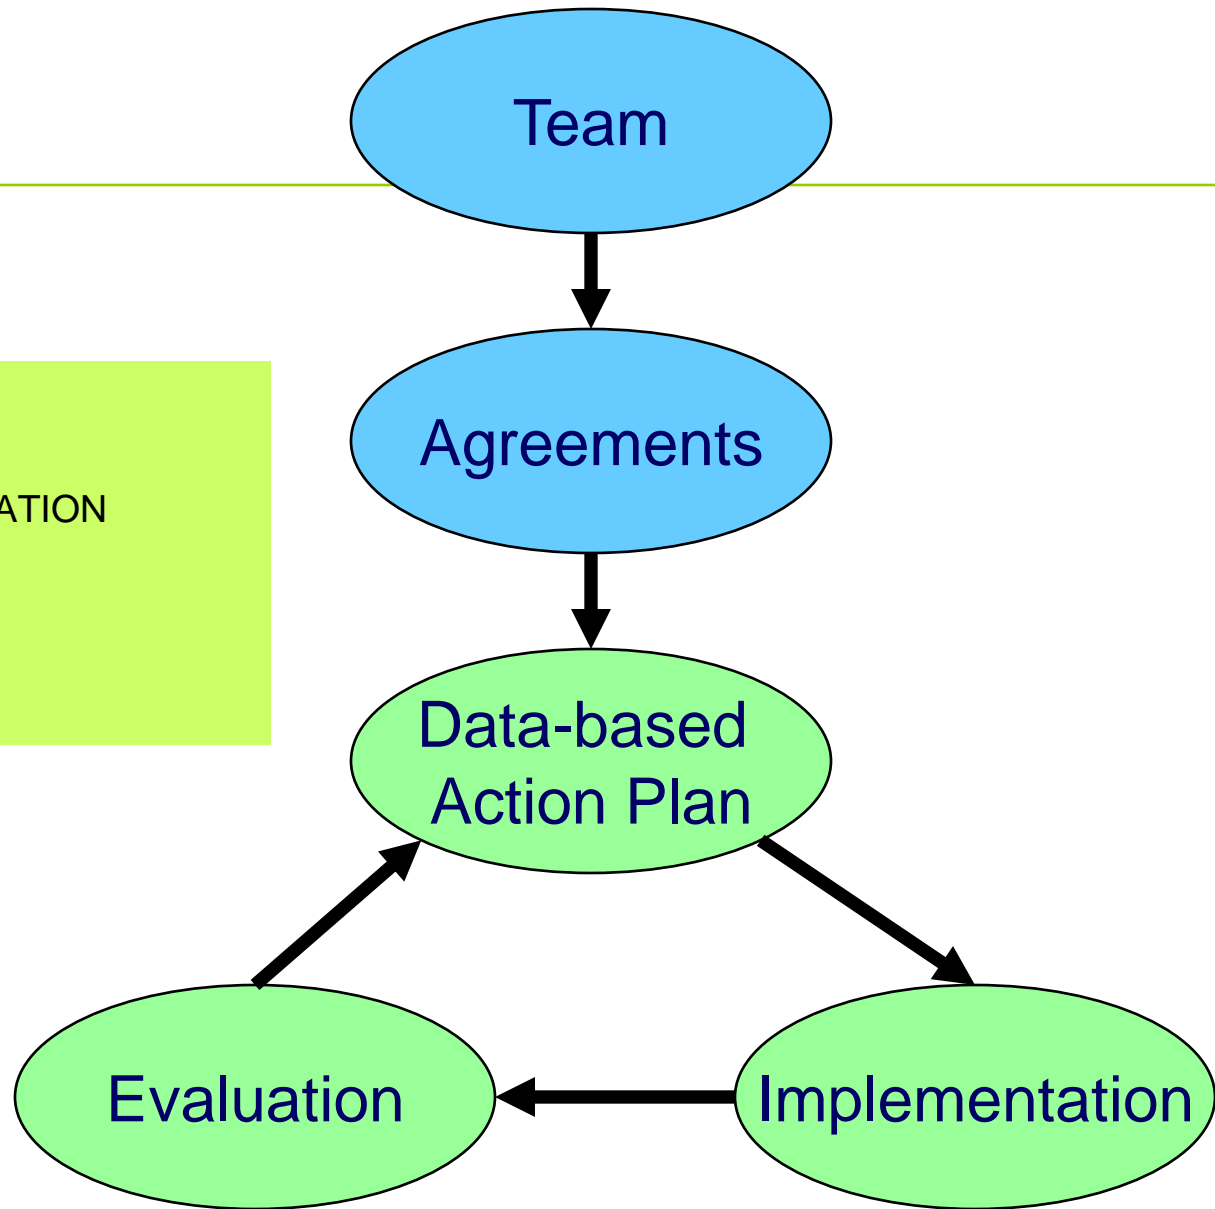 Team
Agreements
ATION
Data-based
Action Plan
Evaluation
Implementation